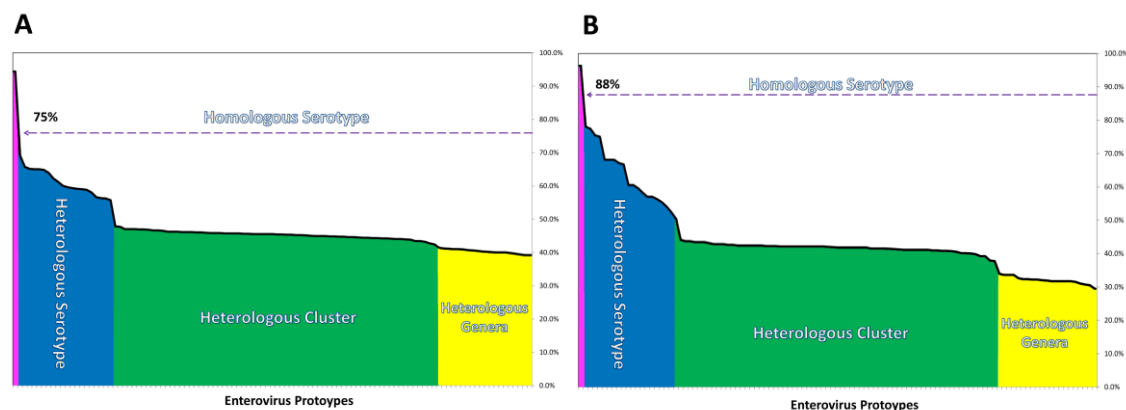 A
100.0%
90.0%
80.0%
70.0%
60.0%
50.0%
40.0%
30.0%
20.0%
10.0%
0.0%
75%
Homologous Serotype
Heterologous Serotype
Heterologous Cluster
Heterologous
Genera
Enterovirus Protoypes
B
100.0%
90.0%
80.0%
70.0%
60.0%
50.0%
40.0%
30.0%
20.0%
10.0%
0.0%
88%
Homologous Serotype
Heterologous Serotype
Heterologous Cluster
Heterologous
Genera
Enterovirus Protoypes